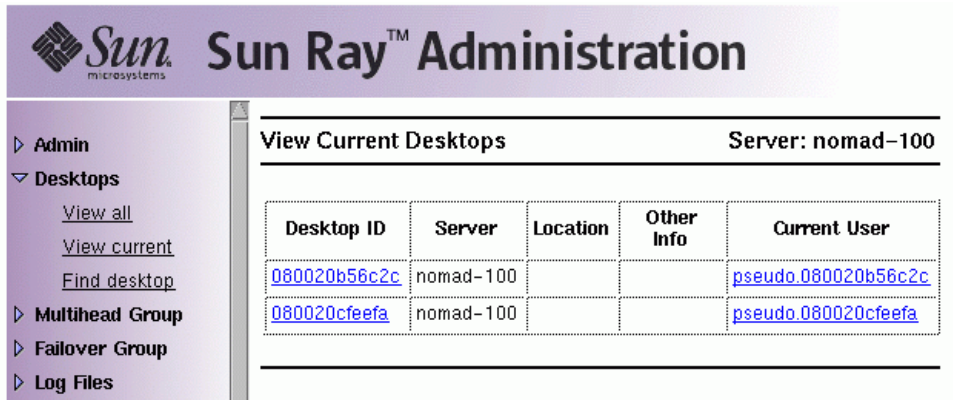 Sun
microsystems
Sun Ray™ Administration
Admin
Desktops
View all
View current
Find desktop
Multihead Group
Failover Group
Log Files
View Current Desktops Server: nomad-100
Desktop ID Server Location Other Info Current User
080020b56c2c nomad-100 pseudo.080020b56c2c
080020cfeefa nomad-100 pseudo.080020cfeefa